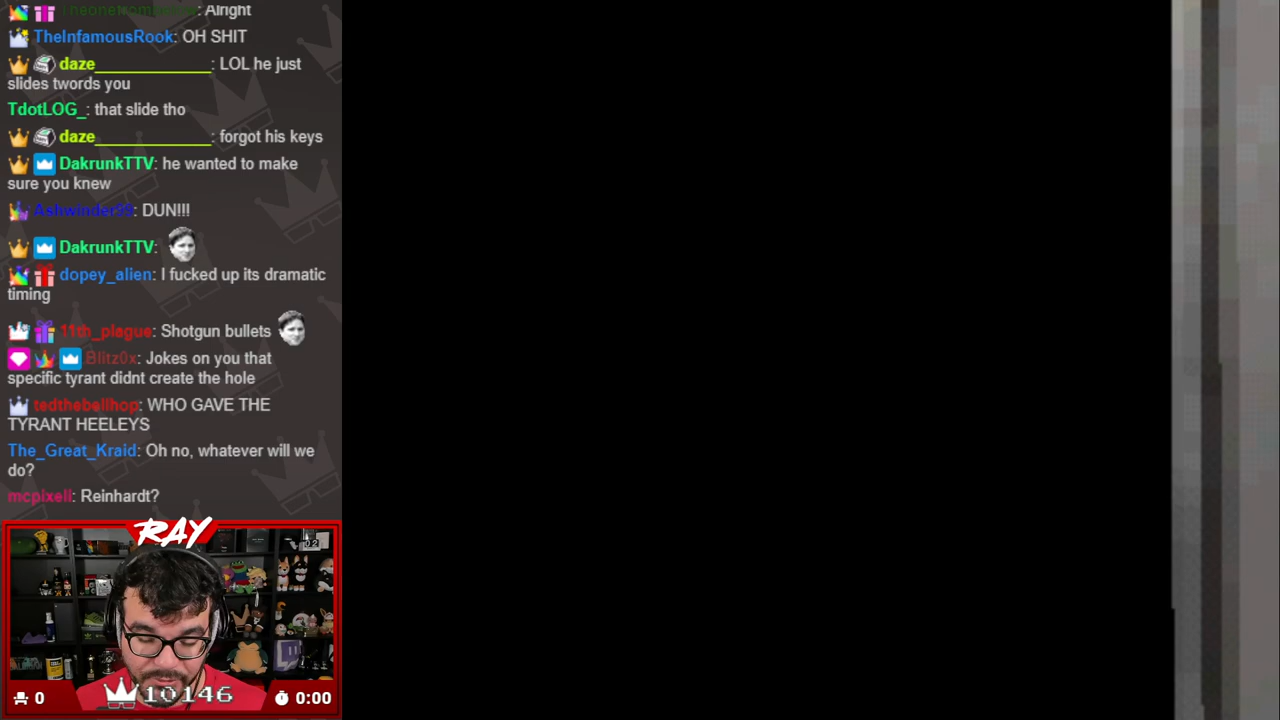 : Alright
TheInfamousRook: OH SHIT
daze______________: LOL he just
slides twords you
TdotLOG_: that slide tho
daze______________: forgot his keys
DakrunkTTV: he wanted to make
sure you knew
Ashwinder99: DUN!!!
DakrunkTTV:
dopey_alien: I fucked up its dramatic
timing
11th_plague: Shotgun bullets
Blitz0x: Jokes on you that
specific tyrant didnt create the hole
tedthebellhop: WHO GAVE THE
TYRANT HEELEYS
The_Great_Kraid: Oh no, whatever will we
do?
mcpixell: Reinhardt?
RAY
0
10146
0:00